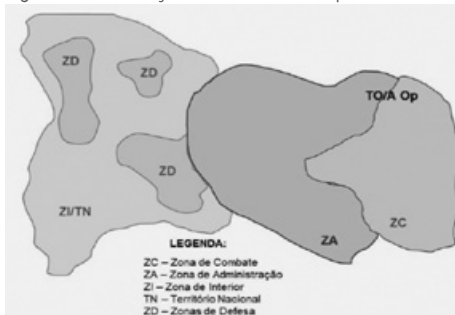 ZD
ZD
TO/A Op
ZD
ZI/TN
ZC
ZA
LEGENDA:
ZC – Zona de Combate
ZA – Zona de Administração
ZI – Zona de Interior
TN – Território Nacional
ZD – Zonas de Defesa